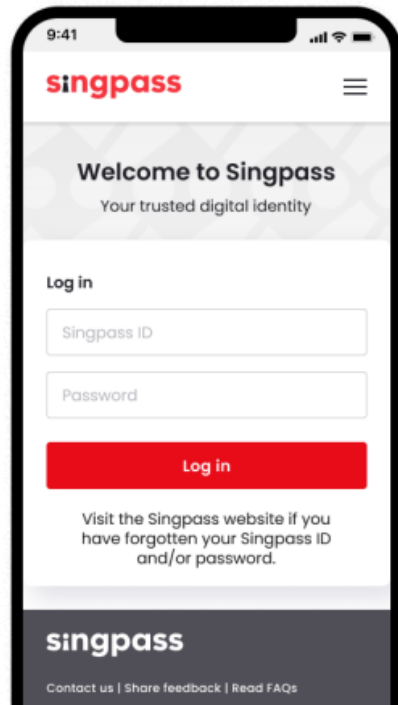 9:41
singpass
Welcome to Singpass
Your trusted digital identity
Log in
Singpass ID
Password
Log in
Visit the Singpass website if you
have forgotten your Singpass ID
and/or password.
singpass
Contact us | Share feedback | Read FAQs